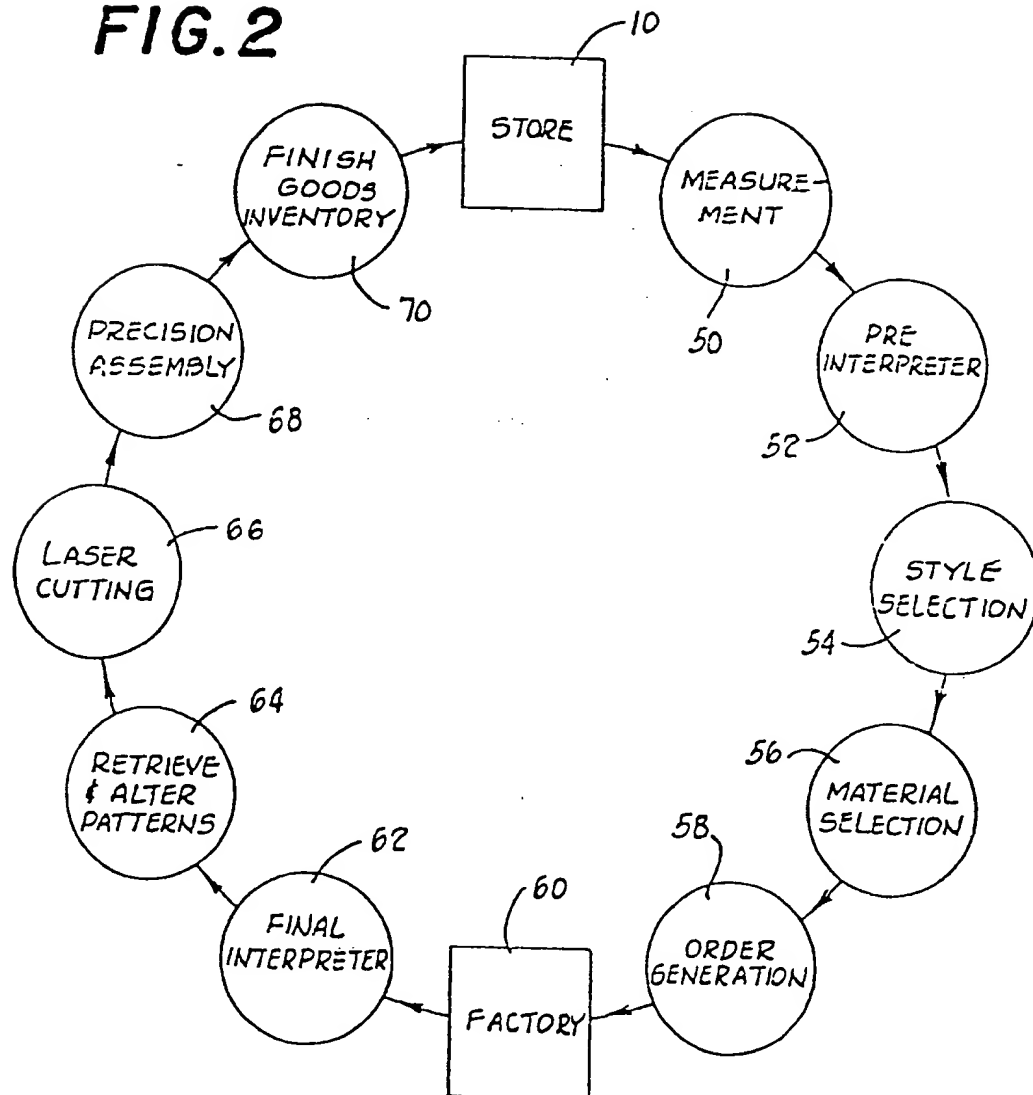 FIG. 2
10
STORE
MEASURE-
MENT
50
PRE
INTERPRETER
52
STYLE
SELECTION
54
56
MATERIAL
SELECTION
58
ORDER
GENERATION
60
FACTORY
62
FINAL
INTERPRETER
64
RETRIEVE
& ALTER
PATTERNS
66
LASER
CUTTING
PRECISION
ASSEMBLY
68
FINISH
GOODS
INVENTORY
70